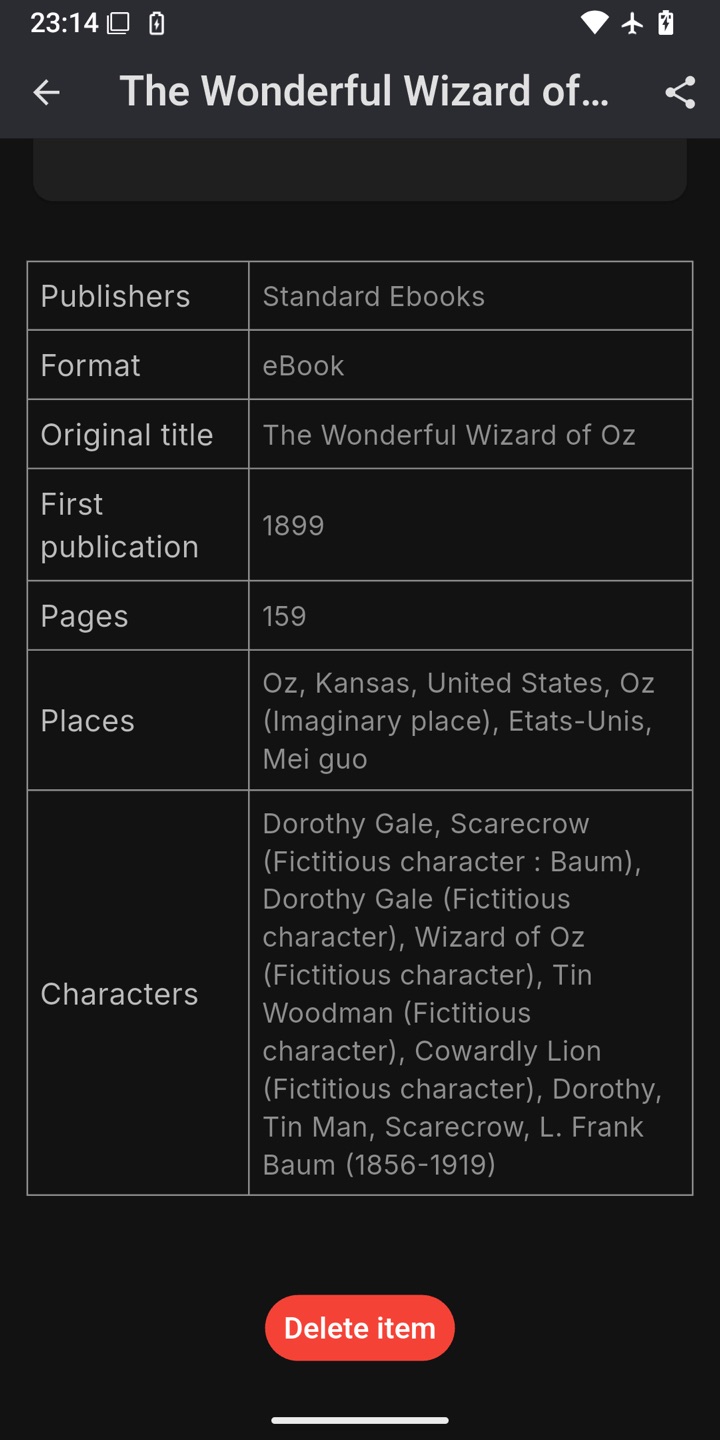 23:14
The Wonderful Wizard of...
Publishers
Standard Ebooks
Format
eBook
Original title
The Wonderful Wizard of Oz
First
publication
1899
Pages
159
Places
Oz, Kansas, United States, Oz
(Imaginary place), Etats-Unis,
Mei guo
Characters
Dorothy Gale, Scarecrow
(Fictitious character : Baum),
Dorothy Gale (Fictitious
character), Wizard of Oz
(Fictitious character), Tin
Woodman (Fictitious
character), Cowardly Lion
(Fictitious character), Dorothy,
Tin Man, Scarecrow, L. Frank
Baum (1856-1919)
Delete item